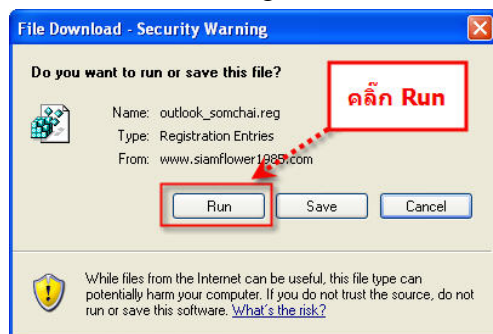 File Download - Security Warning
Do you want to run or save this file?
คลิ๊ก Run
Name: outlook_somchai.reg
Type: Registration Entries
From: www.siamflower1985.com
Run Save Cancel
While files from the Internet can be useful, this file type can
potentially harm your computer. If you do not trust the source, do not
run or save this software. What's the risk?